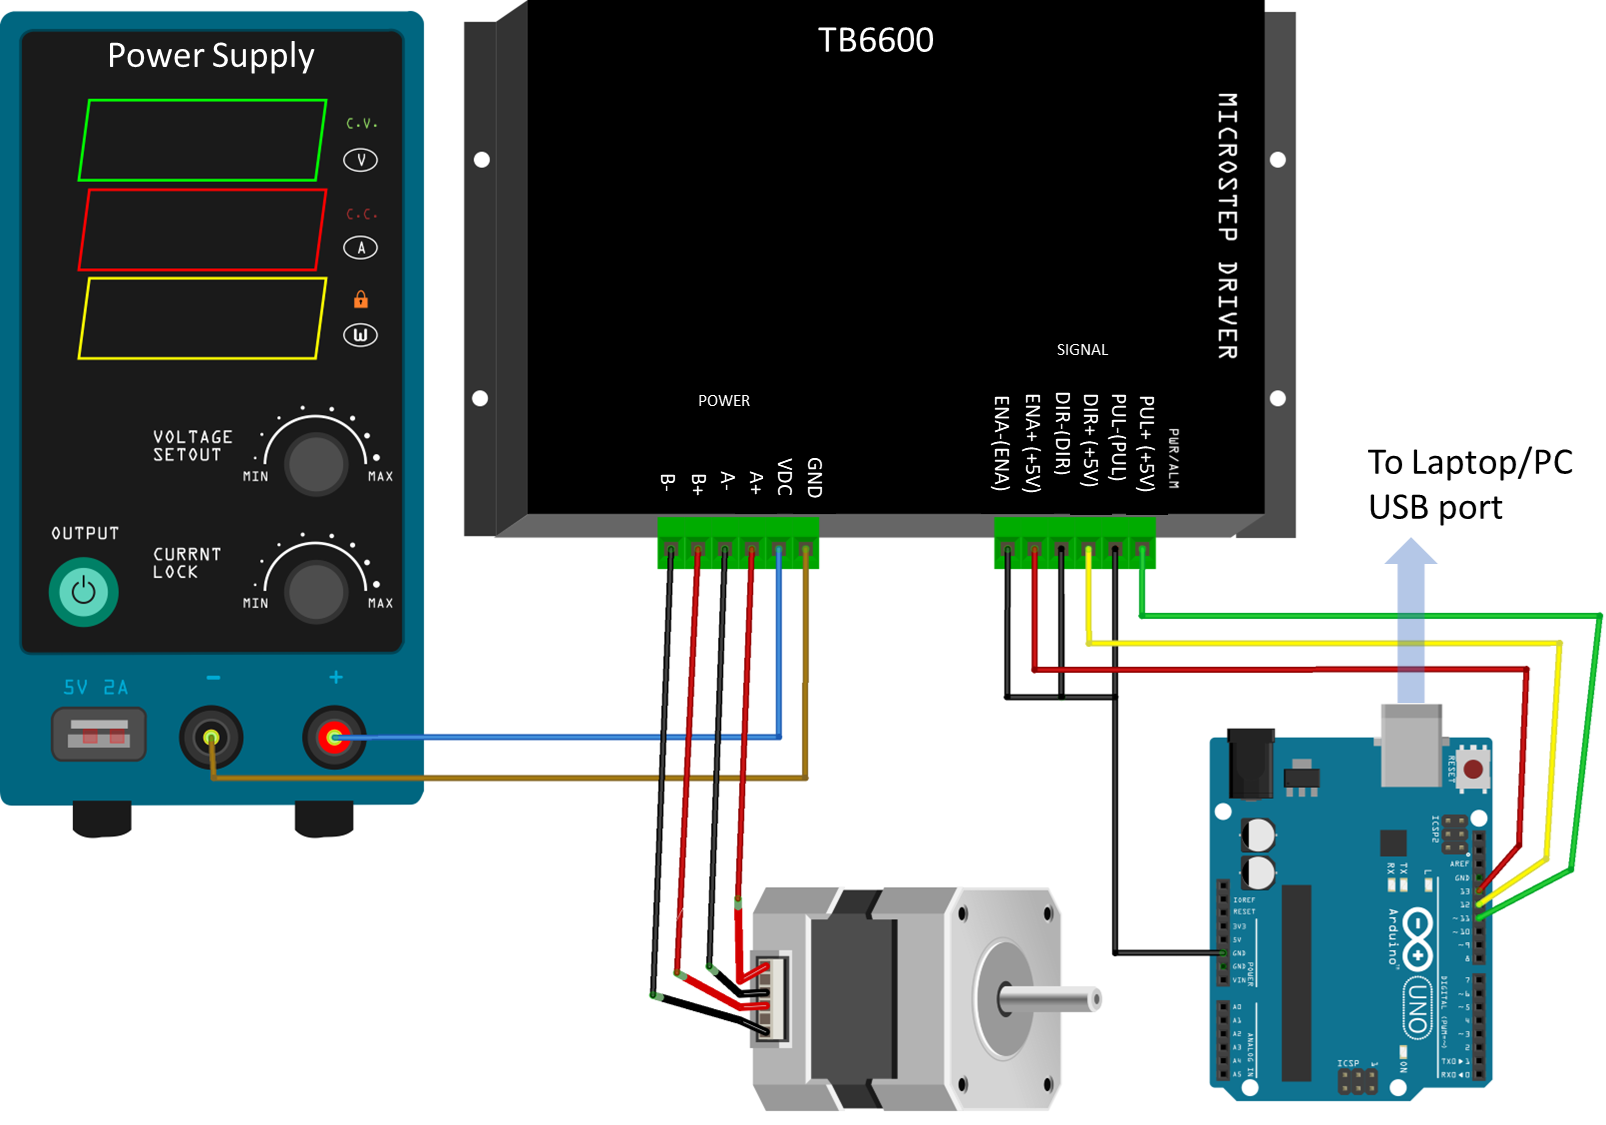 Power Supply
C.V.
V
C.C.
A
W
VOLTAGE
SETOUT
MIN
MAX
OUTPUT
CURRNT
LOCK
MIN
MAX
5V 2A
-
+
TB6600
MICROSTEP DRIVER
POWER
B-
B+
A-
A+
VDC
GND
SIGNAL
ENA-(ENA)
ENA+ (+5V)
DIR-(DIR)
DIR+ (+5V)
PUL-(PUL)
PUL+ (+5V)
PWR/ALM
To Laptop/PC
USB port
RESET
ICSP2
AREF
GND
13
12
~11
~10
~9
8
7
~6
~5
4
~3
2
TXD▶1
RXD◀0
RX
TX
L
Arduino™
UNO
DIGITAL (PWM=~)
ON
ICSP
1
IOREF
RESET
3V3
5V
GND
GND
VIN
POWER
A0
A1
A2
A3
A4
A5
ANALOG IN